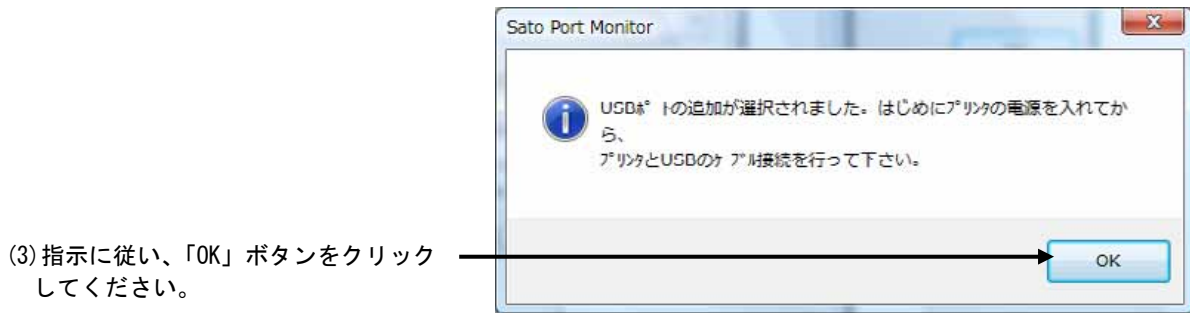 Sato Port Monitor
USBﾎﾟｰﾄの追加が選択されました。はじめにﾌﾟﾘﾝﾀの電源を入れてか
ら、
ﾌﾟﾘﾝﾀとUSBのｹｰﾌﾞﾙ接続を行って下さい。
(3)指示に従い、「OK」ボタンをクリック
してください。
OK